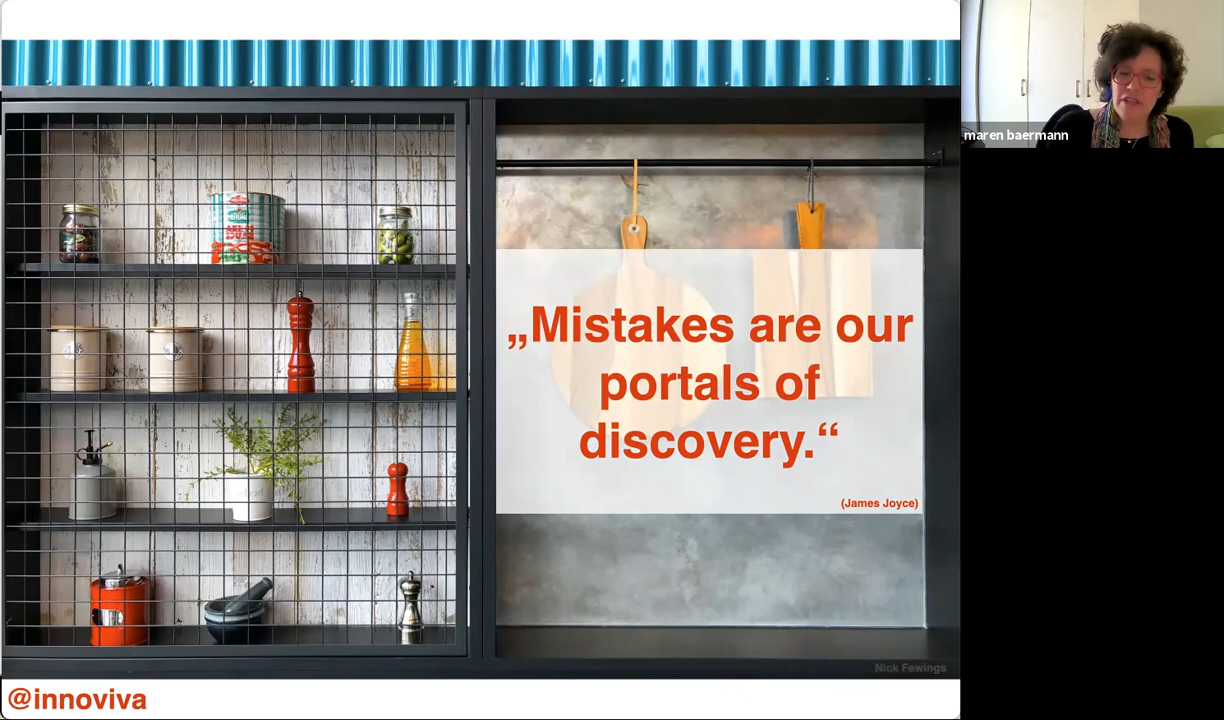 „Mistakes are our
portals of
discovery.“
(James Joyce)
Nick Fewings
@innoviva
maren baermann